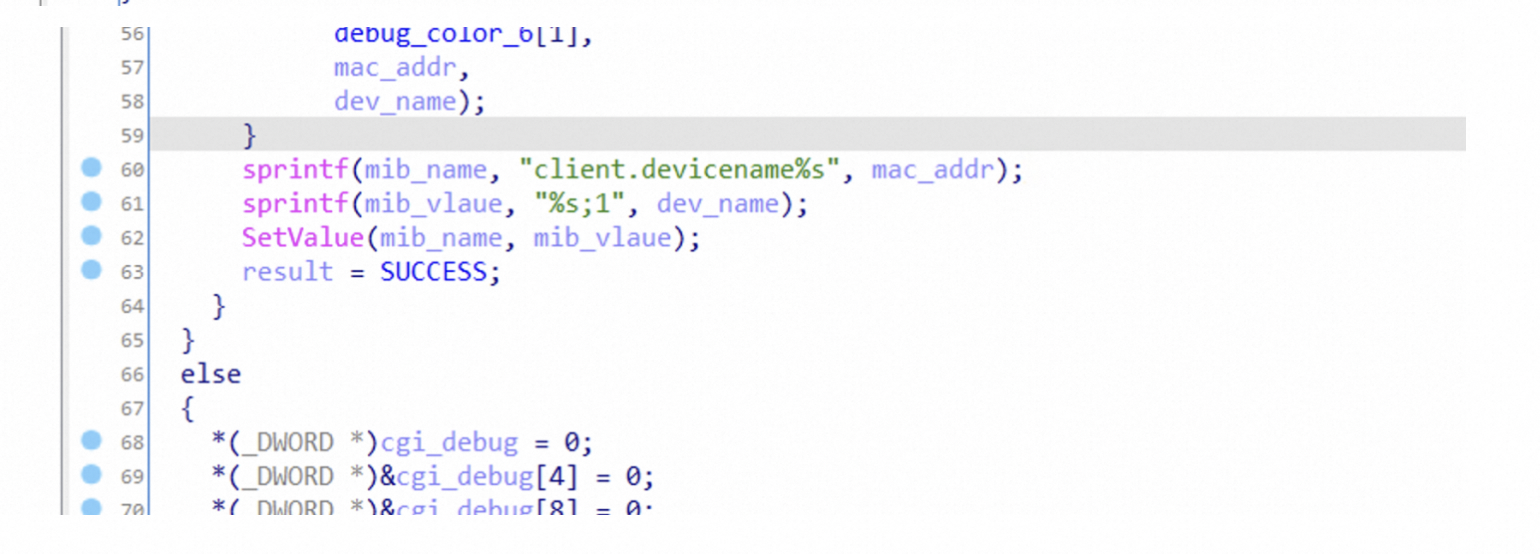 56 debug_color_6[1],
57 mac_addr,
58 dev_name);
59 }
60 sprintf(mib_name, "client.devicename%s", mac_addr);
61 sprintf(mib_vlaue, "%s;1", dev_name);
62 SetValue(mib_name, mib_vlaue);
63 result = SUCCESS;
64 }
65 }
66 else
67 {
68 *(_DWORD *)cgi_debug = 0;
69 *(_DWORD *)&cgi_debug[4] = 0;
70 *(_DWORD *)&cgi_debug[8] = 0;